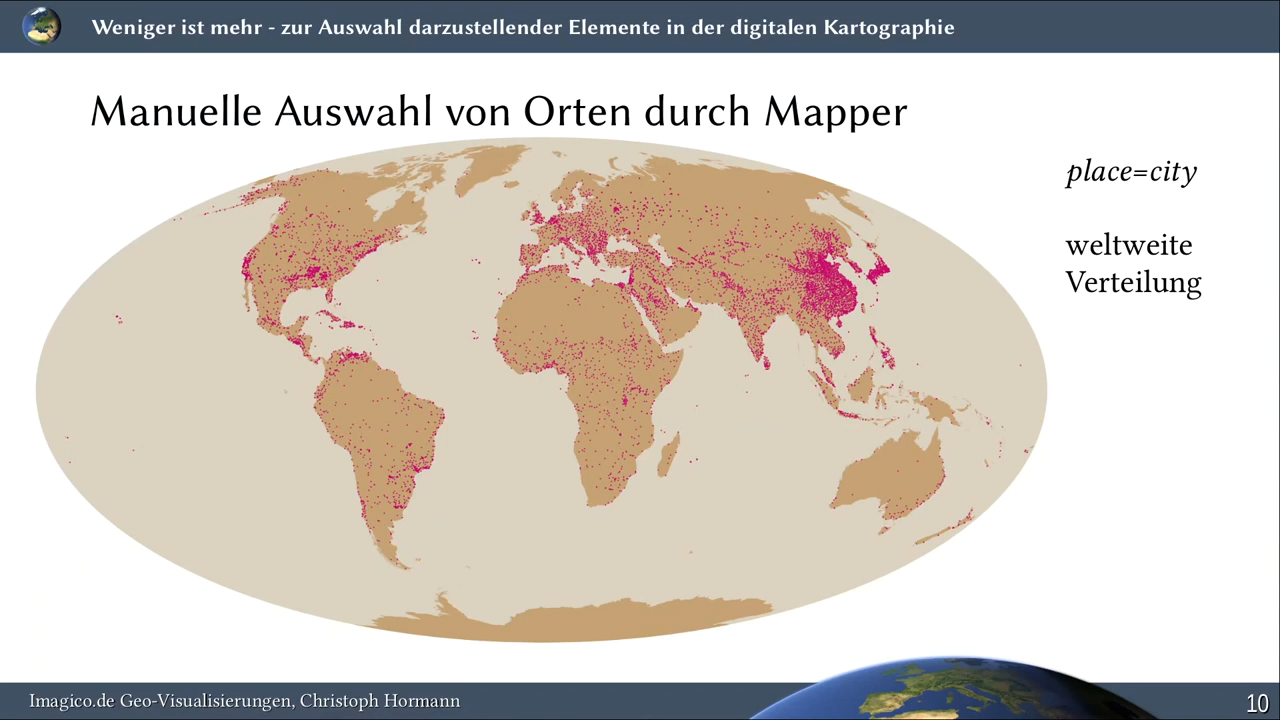 Weniger ist mehr - zur Auswahl darzustellender Elemente in der digitalen Kartographie
Manuelle Auswahl von Orten durch Mapper
place=city
weltweite
Verteilung
Imagico.de Geo-Visualisierungen, Christoph Hormann
10